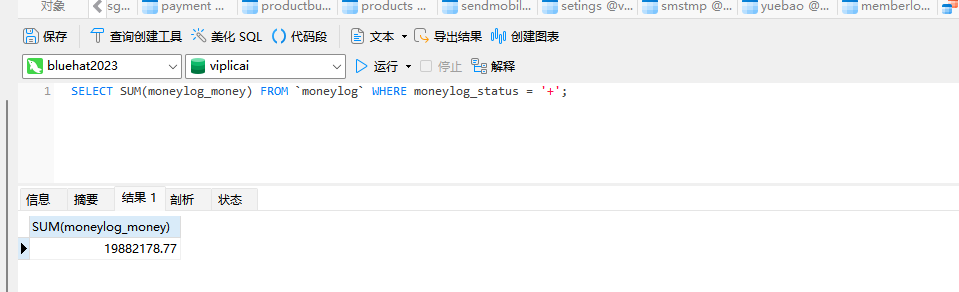 对象 sg... payment ... productbu... products ... sendmobil... setings @v... smstmp @... yuebao @... memberlo...
保存 查询创建工具 美化 SQL 代码段 文本 导出结果 创建图表
bluehat2023 viplicai 运行 停止 解释
1 SELECT SUM(moneylog_money) FROM `moneylog` WHERE moneylog_status = '+';
信息 摘要 结果 1 剖析 状态
SUM(moneylog_money)
19882178.77